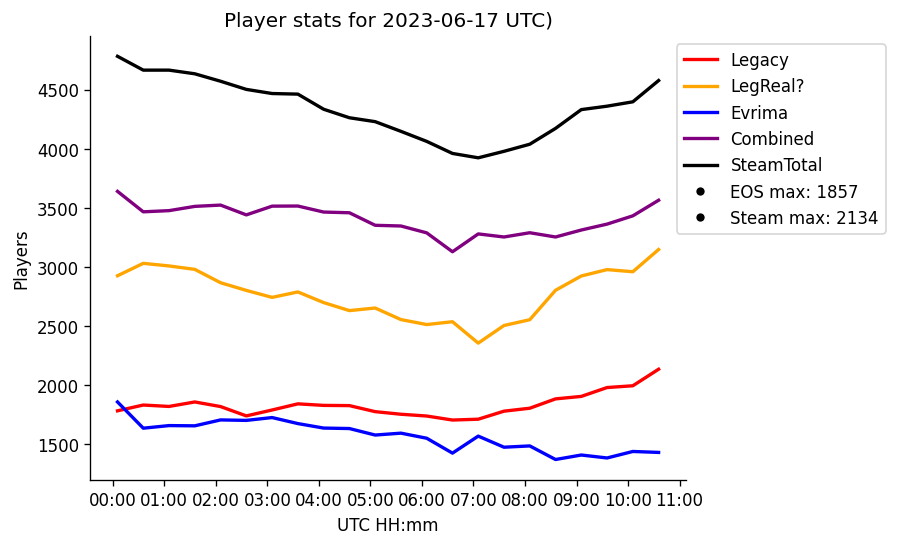 Player stats for 2023-06-17 UTC)
Legacy
LegReal?
Evrima
Combined
SteamTotal
EOS max: 1857
Steam max: 2134
Players
4500
4000
3500
3000
2500
2000
1500
00:00 01:00 02:00 03:00 04:00 05:00 06:00 07:00 08:00 09:00 10:00 11:00
UTC HH:mm